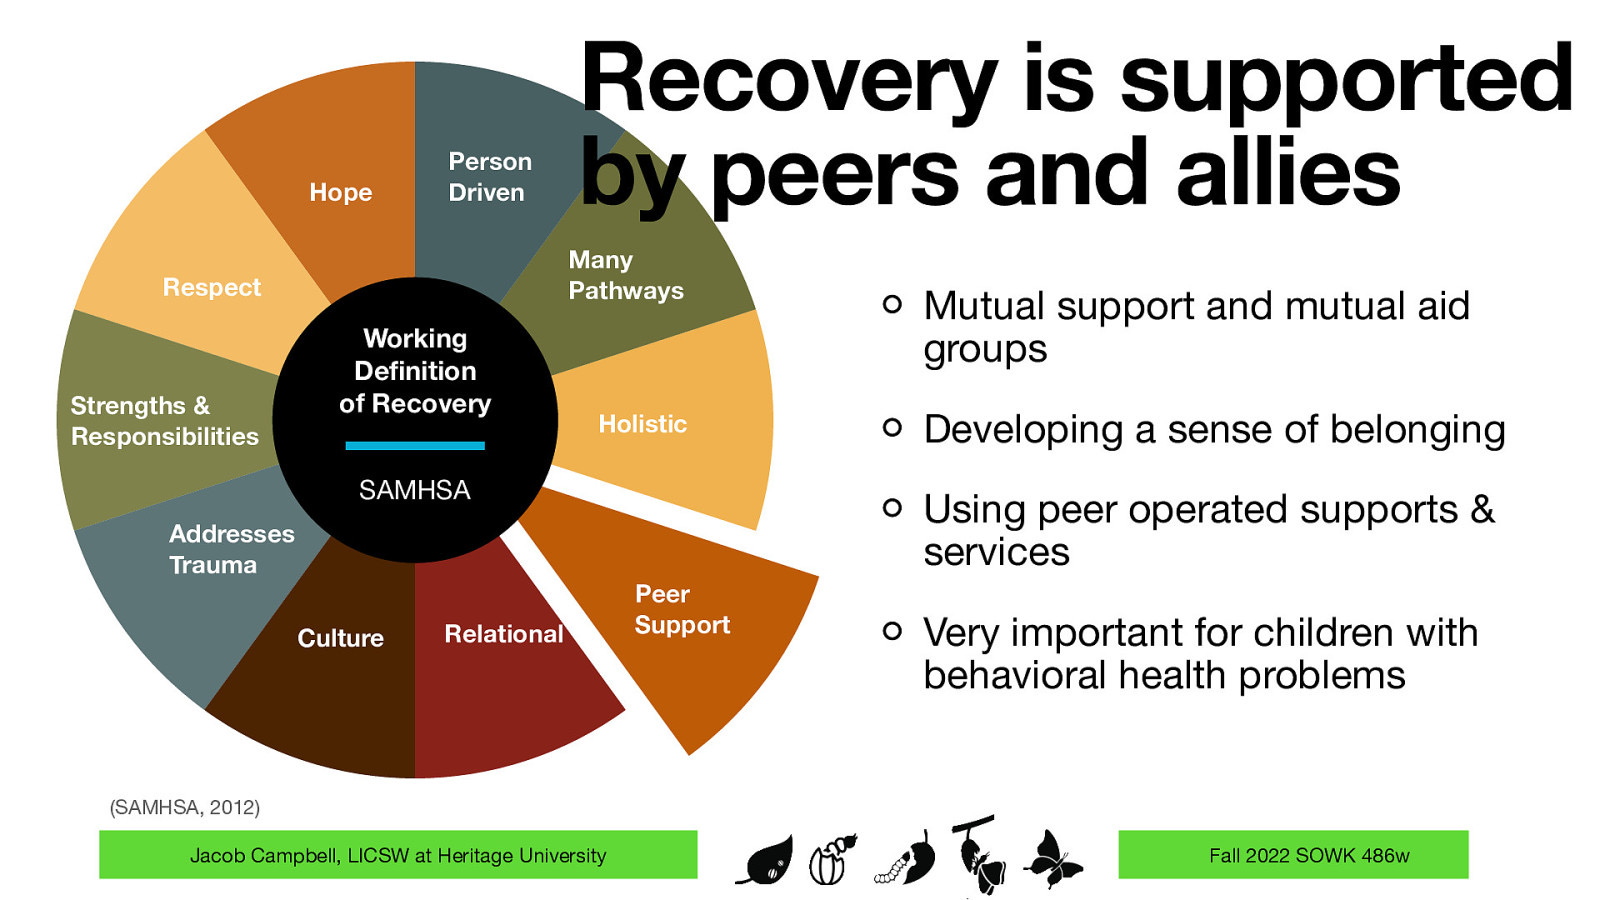 Recovery is supported
by peers and allies
Person
Driven
Many
Pathways
Holistic
Peer
Support
Relational
Culture
Addresses
Trauma
Strengths &
Responsibilities
Respect
Hope
Working
Definition
of Recovery
SAMHSA
Mutual support and mutual aid
groups
Developing a sense of belonging
Using peer operated supports &
services
Very important for children with
behavioral health problems
(SAMHSA, 2012)
Jacob Campbell, LICSW at Heritage University
Fall 2022 SOWK 486w